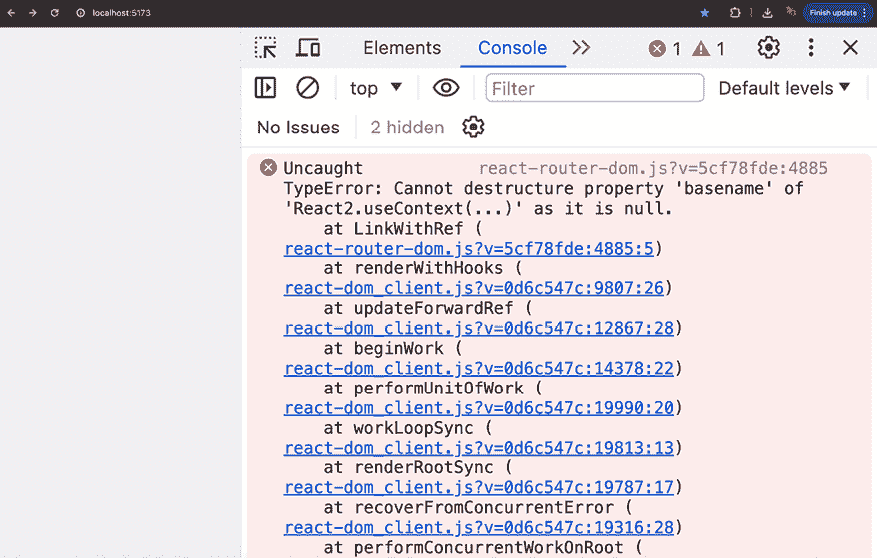 localhost:5173
Finish update
Elements Console 1 1
top Filter Default levels
No Issues 2 hidden
Uncaught react-router-dom.js?v=5cf78fde:4885
TypeError: Cannot destructure property 'basename' of
'React2.useContext(...)' as it is null.
at LinkWithRef (
react-router-dom.js?v=5cf78fde:4885:5)
at renderWithHooks (
react-dom_client.js?v=0d6c547c:9807:26)
at updateForwardRef (
react-dom_client.js?v=0d6c547c:12867:28)
at beginWork (
react-dom_client.js?v=0d6c547c:14378:22)
at performUnitOfWork (
react-dom_client.js?v=0d6c547c:19990:20)
at workLoopSync (
react-dom_client.js?v=0d6c547c:19813:13)
at renderRootSync (
react-dom_client.js?v=0d6c547c:19787:17)
at recoverFromConcurrentError (
react-dom_client.js?v=0d6c547c:19316:28)
at performConcurrentWorkOnRoot (